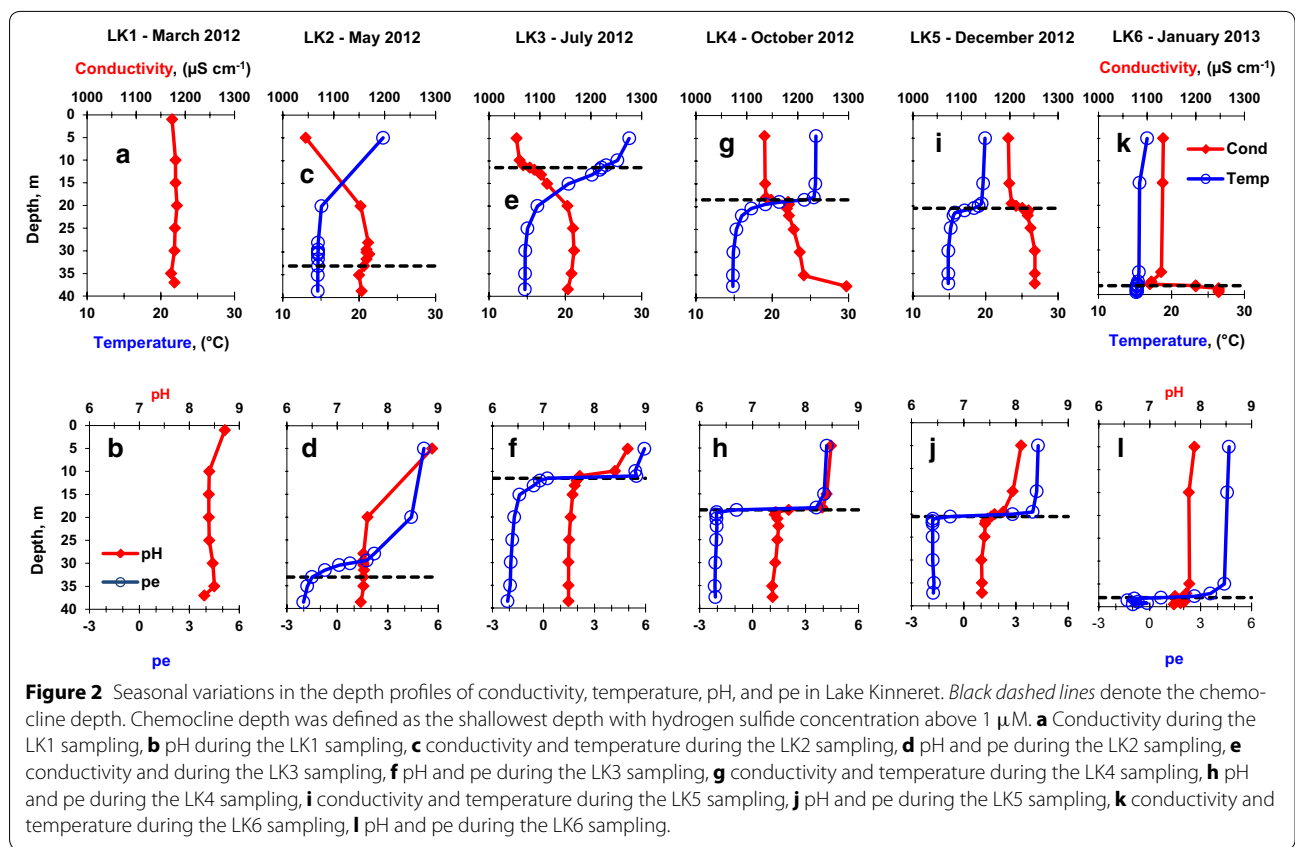 LK1 - March 2012 LK2 - May 2012 LK3 - July 2012 LK4 - October 2012 LK5 - December 2012 LK6 - January 2013
Conductivity, (µS cm-1) Conductivity, (µS cm-1)
1000 1100 1200 1300 1000 1100 1200 1300 1000 1100 1200 1300 1000 1100 1200 1300 1000 1100 1200 1300 1000 1100 1200 1300
0
5
10
15
20
25
30
35
40
Depth, m
a
c
e
g
i
k
Cond
Temp
10 20 30 10 20 30 10 20 30 10 20 30 10 20 30 10 20 30
Temperature, (°C) Temperature, (°C)
pH pH
6 7 8 9 6 7 8 9 6 7 8 9 6 7 8 9 6 7 8 9 6 7 8 9
0
5
10
15
20
25
30
35
40
Depth, m
b
d
f
h
j
l
pH
pe
-3 0 3 6 -3 0 3 6 -3 0 3 6 -3 0 3 6 -3 0 3 6 -3 0 3 6
pe pe
Figure 2 Seasonal variations in the depth profiles of conductivity, temperature, pH, and pe in Lake Kinneret. Black dashed lines denote the chemo-
cline depth. Chemocline depth was defined as the shallowest depth with hydrogen sulfide concentration above 1 µM. a Conductivity during the
LK1 sampling, b pH during the LK1 sampling, c conductivity and temperature during the LK2 sampling, d pH and pe during the LK2 sampling, e
conductivity and during the LK3 sampling, f pH and pe during the LK3 sampling, g conductivity and temperature during the LK4 sampling, h pH
and pe during the LK4 sampling, i conductivity and temperature during the LK5 sampling, j pH and pe during the LK5 sampling, k conductivity and
temperature during the LK6 sampling, l pH and pe during the LK6 sampling.